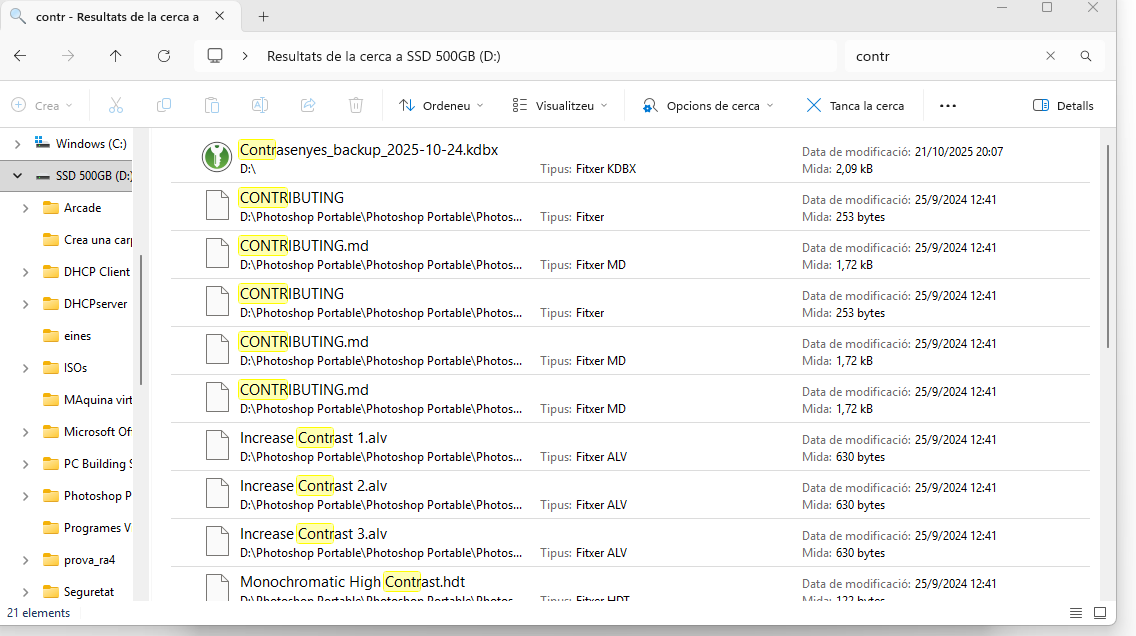 contr - Resultats de la cerca a
Resultats de la cerca a SSD 500GB (D:)
contr
Crea
Ordeneu
Visualitzeu
Opcions de cerca
Tanca la cerca
Detalls
Windows (C:)
SSD 500GB (D:)
Arcade
Crea una carp
DHCP Client
DHCPserver
eines
ISOs
MAquina virt
Microsoft Of
PC Building S
Photoshop P
Programes V
prova_ra4
Seguretat
Contrasenyes_backup_2025-10-24.kdbx
D:\
Tipus: Fitxer KDBX
Data de modificació: 21/10/2025 20:07
Mida: 2,09 kB
CONTRIBUTING
D:\Photoshop Portable\Photoshop Portable\Photos...
Tipus: Fitxer
Data de modificació: 25/9/2024 12:41
Mida: 253 bytes
CONTRIBUTING.md
D:\Photoshop Portable\Photoshop Portable\Photos...
Tipus: Fitxer MD
Data de modificació: 25/9/2024 12:41
Mida: 1,72 kB
CONTRIBUTING
D:\Photoshop Portable\Photoshop Portable\Photos...
Tipus: Fitxer
Data de modificació: 25/9/2024 12:41
Mida: 253 bytes
CONTRIBUTING.md
D:\Photoshop Portable\Photoshop Portable\Photos...
Tipus: Fitxer MD
Data de modificació: 25/9/2024 12:41
Mida: 1,72 kB
CONTRIBUTING.md
D:\Photoshop Portable\Photoshop Portable\Photos...
Tipus: Fitxer MD
Data de modificació: 25/9/2024 12:41
Mida: 1,72 kB
Increase Contrast 1.alv
D:\Photoshop Portable\Photoshop Portable\Photos...
Tipus: Fitxer ALV
Data de modificació: 25/9/2024 12:41
Mida: 630 bytes
Increase Contrast 2.alv
D:\Photoshop Portable\Photoshop Portable\Photos...
Tipus: Fitxer ALV
Data de modificació: 25/9/2024 12:41
Mida: 630 bytes
Increase Contrast 3.alv
D:\Photoshop Portable\Photoshop Portable\Photos...
Tipus: Fitxer ALV
Data de modificació: 25/9/2024 12:41
Mida: 630 bytes
Monochromatic High Contrast.hdt
D:\Photoshop Portable\Photoshop Portable\Photos...
Tipus: Fitxer HDT
Data de modificació: 25/9/2024 12:41
Mida: 122 bytes
21 elements